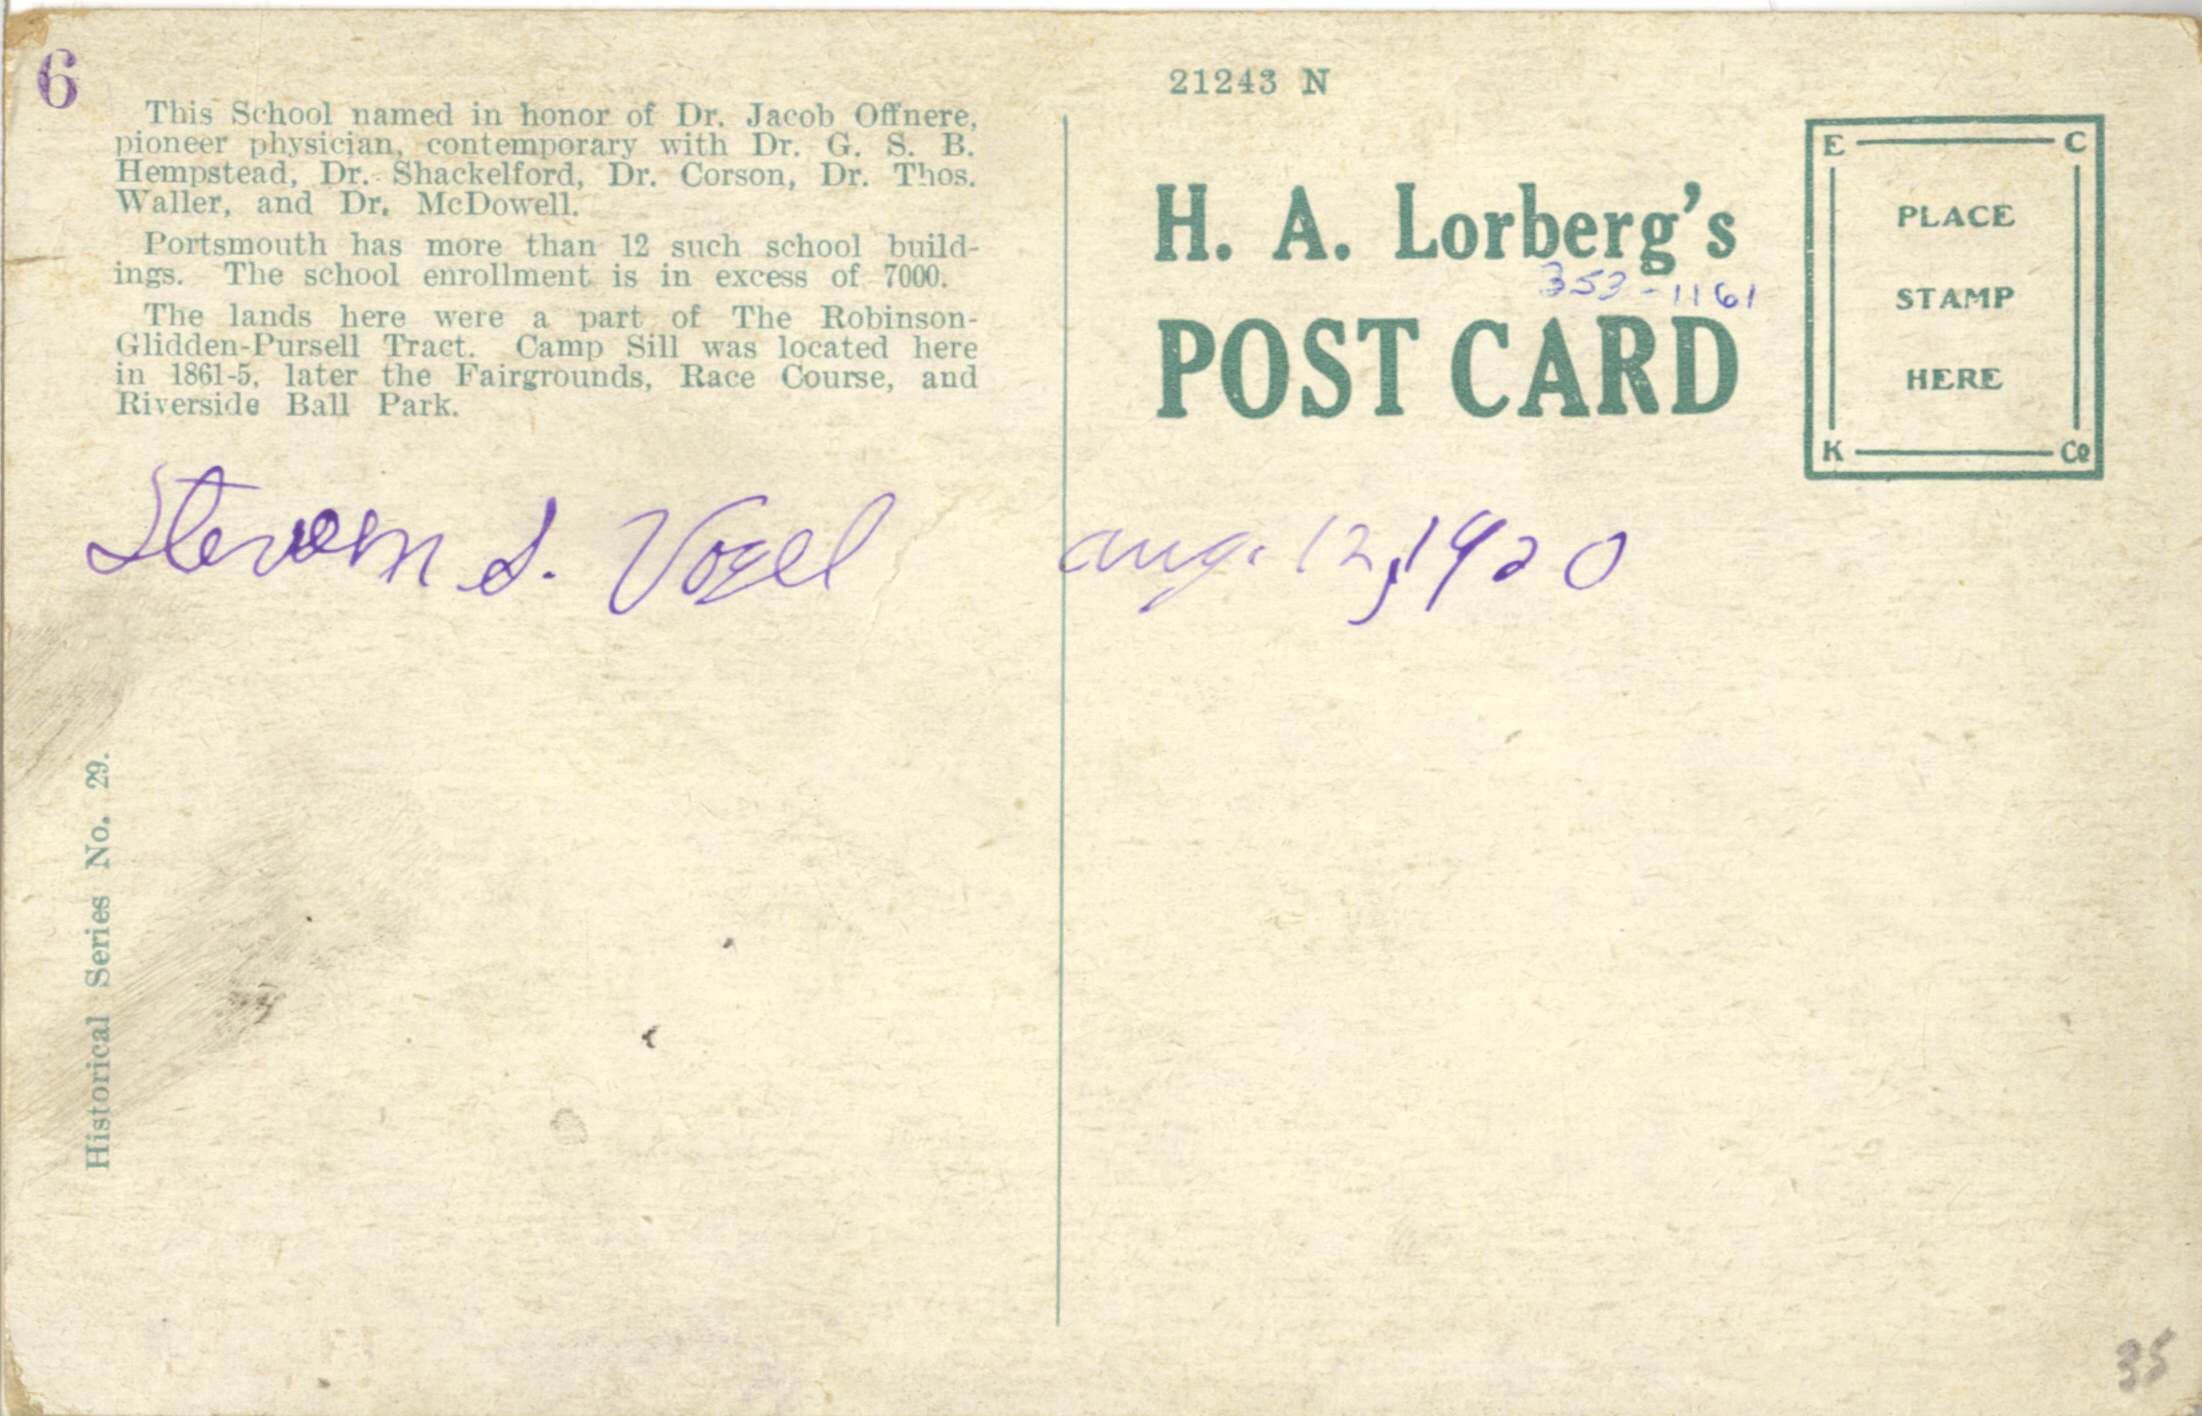 6
This School named in honor of Dr. Jacob Offnere,
pioneer physician, contemporary with Dr. G. S. B.
Hempstead, Dr. Shackelford, Dr. Corson, Dr. Thos.
Waller, and Dr. McDowell.
Portsmouth has more than 12 such school build-
ings. The school enrollment is in excess of 7000.
The lands here were a part of The Robinson-
Glidden-Pursell Tract. Camp Sill was located here
in 1861-5, later the Fairgrounds, Race Course, and
Riverside Ball Park.
S. Vogel
Historical Series No. 29.
21243 N
H. A. Lorberg's
353-1161
POST CARD
E C
PLACE
STAMP
HERE
K Co
aug. 12, 1920
35